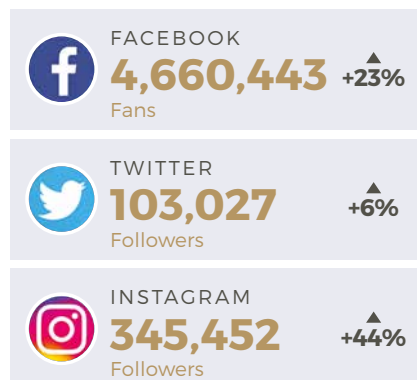 FACEBOOK
4,660,443
Fans
+23%
TWITTER
103,027
Followers
+6%
INSTAGRAM
345,452
Followers
+44%